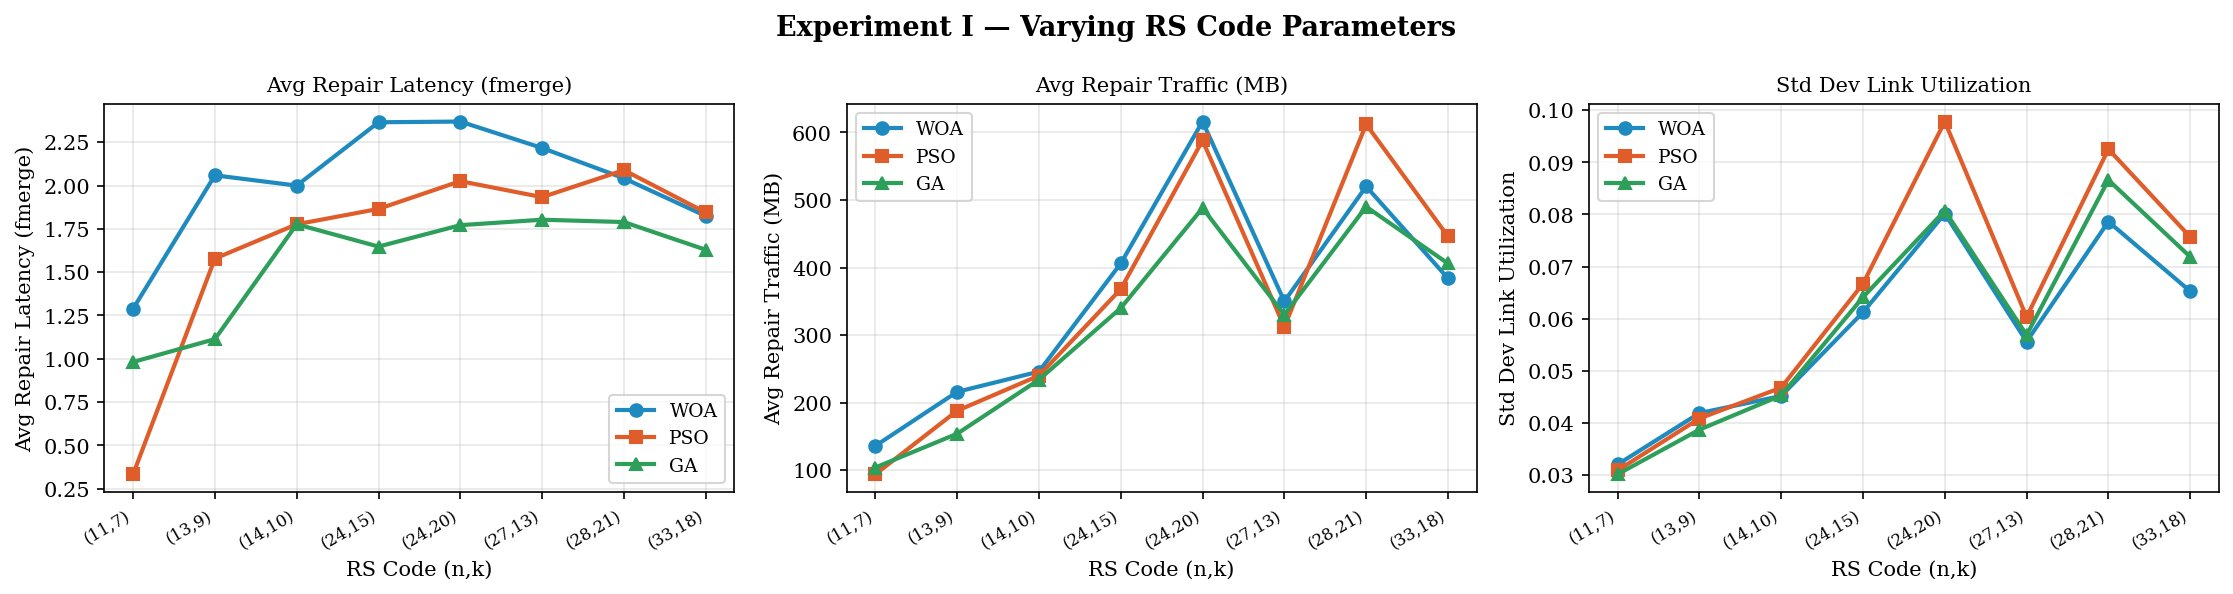 Experiment I — Varying RS Code Parameters
Avg Repair Latency (fmerge)
Avg Repair Latency (fmerge)
2.25
2.00
1.75
1.50
1.25
1.00
0.75
0.50
0.25
WOA
PSO
GA
(11,7)
(13,9)
(14,10)
(24,15)
(24,20)
(27,13)
(28,21)
(33,18)
RS Code (n,k)
Avg Repair Traffic (MB)
Avg Repair Traffic (MB)
600
500
400
300
200
100
WOA
PSO
GA
(11,7)
(13,9)
(14,10)
(24,15)
(24,20)
(27,13)
(28,21)
(33,18)
RS Code (n,k)
Std Dev Link Utilization
Std Dev Link Utilization
0.10
0.09
0.08
0.07
0.06
0.05
0.04
0.03
WOA
PSO
GA
(11,7)
(13,9)
(14,10)
(24,15)
(24,20)
(27,13)
(28,21)
(33,18)
RS Code (n,k)